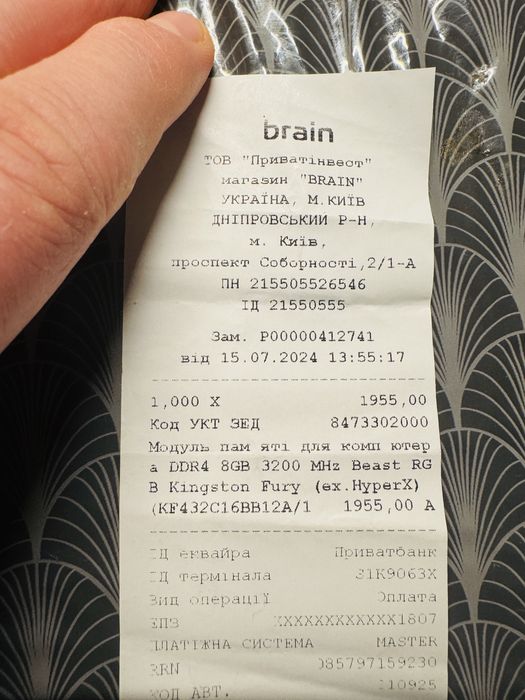 brain
ТОВ "Приватінвест"
магазин "BRAIN"
УКРАЇНА, М.КИЇВ
ДНІПРОВСЬКИЙ Р-Н,
м. Київ,
проспект Соборності,2/1-А
ПН 215505526546
ІД 21550555
Зам. P00000412741
від 15.07.2024 13:55:17
1,000 X 1955,00
Код УКТ ЗЕД 8473302000
Модуль пам яті для комп ютер
а DDR4 8GB 3200 MHz Beast RG
B Kingston Fury (ex.HyperX)
(KF432C16BB12A/1 1955,00 А
ІД еквайра Приватбанк
ІД термінала S1K9063X
Вид операції Оплата
ЕПЗ XXXXXXXXXXXX1807
ПЛАТІЖНА СИСТЕМА MASTER
RRN 085797159230
КОД АВТ.